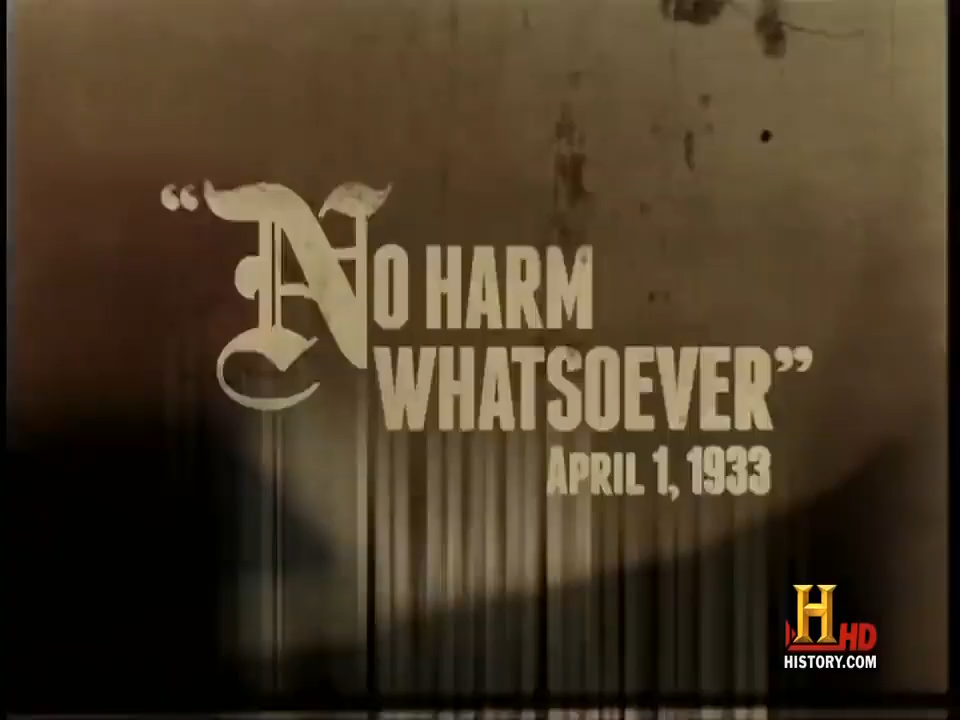 “NO HARM
WHATSOEVER”
APRIL 1, 1933
H HD
HISTORY.COM